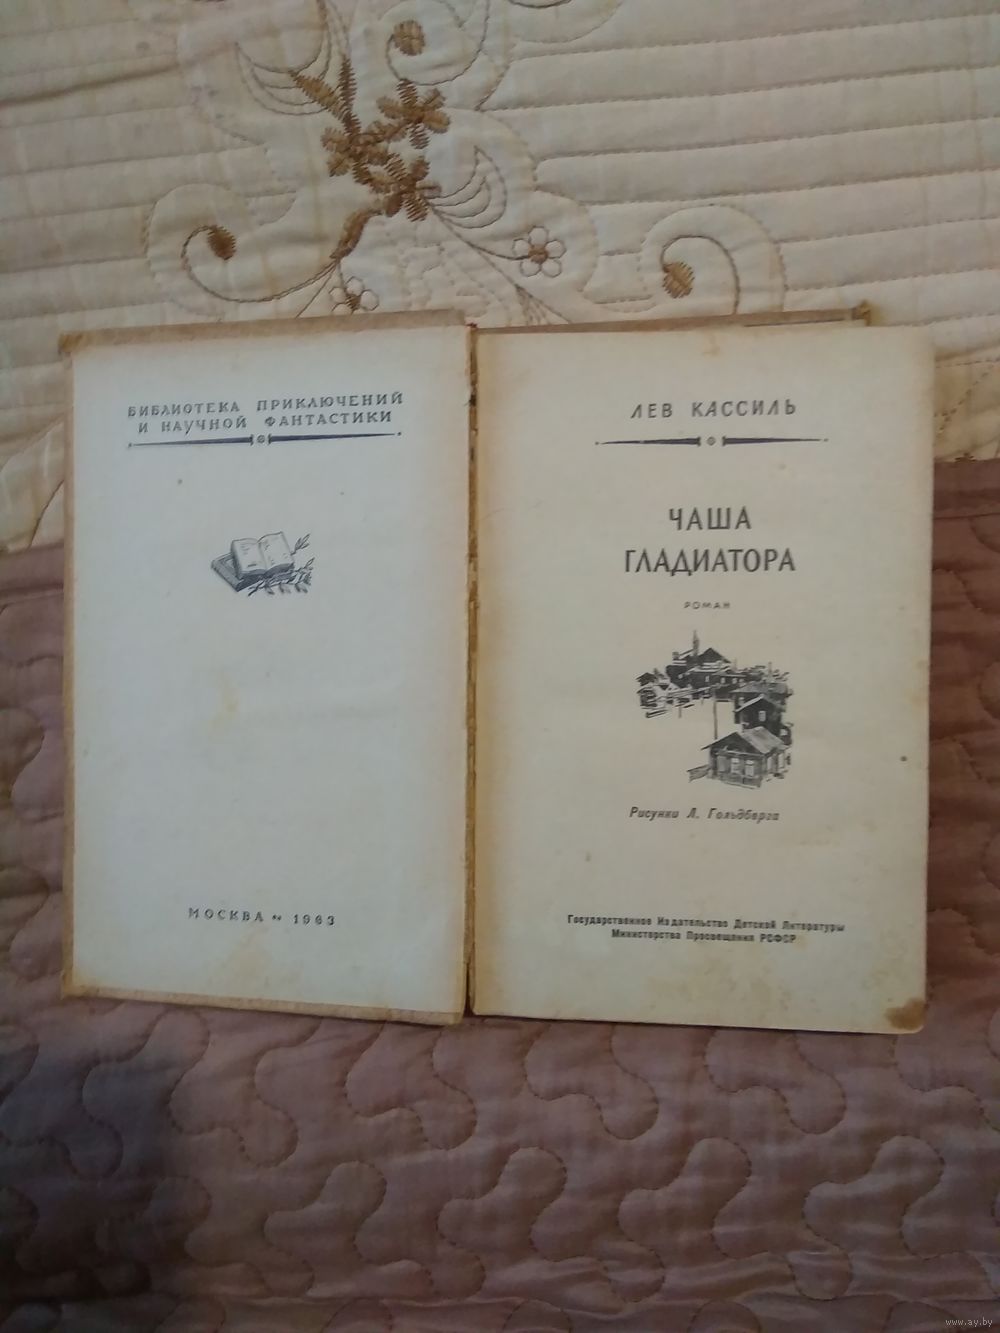 БИБЛИОТЕКА ПРИКЛЮЧЕНИЙ
И НАУЧНОЙ ФАНТАСТИКИ
МОСКВА ~ 1963
ЛЕВ КАССИЛЬ
ЧАША
ГЛАДИАТОРА
РОМАН
Рисунки Л. Гольдберга
Государственное Издательство Детской Литературы
Министерства Просвещения РСФСР
www.ay.by